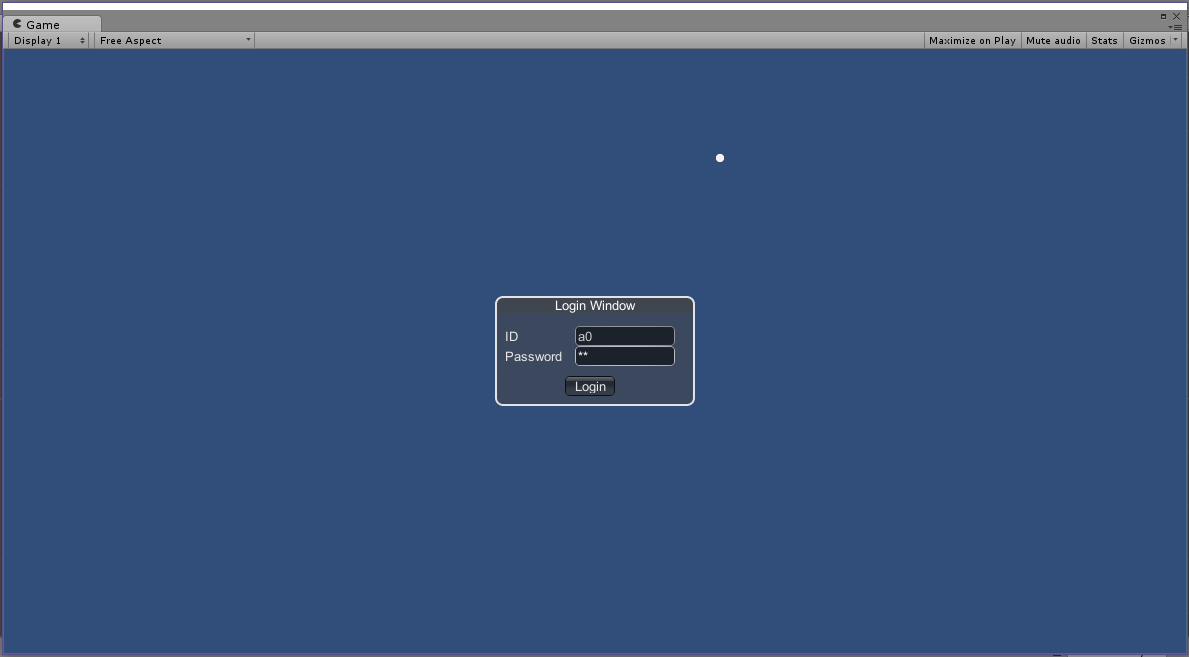 Game
Display 1 Free Aspect Maximize on Play Mute audio Stats Gizmos
Login Window
ID a0
Password **
Login